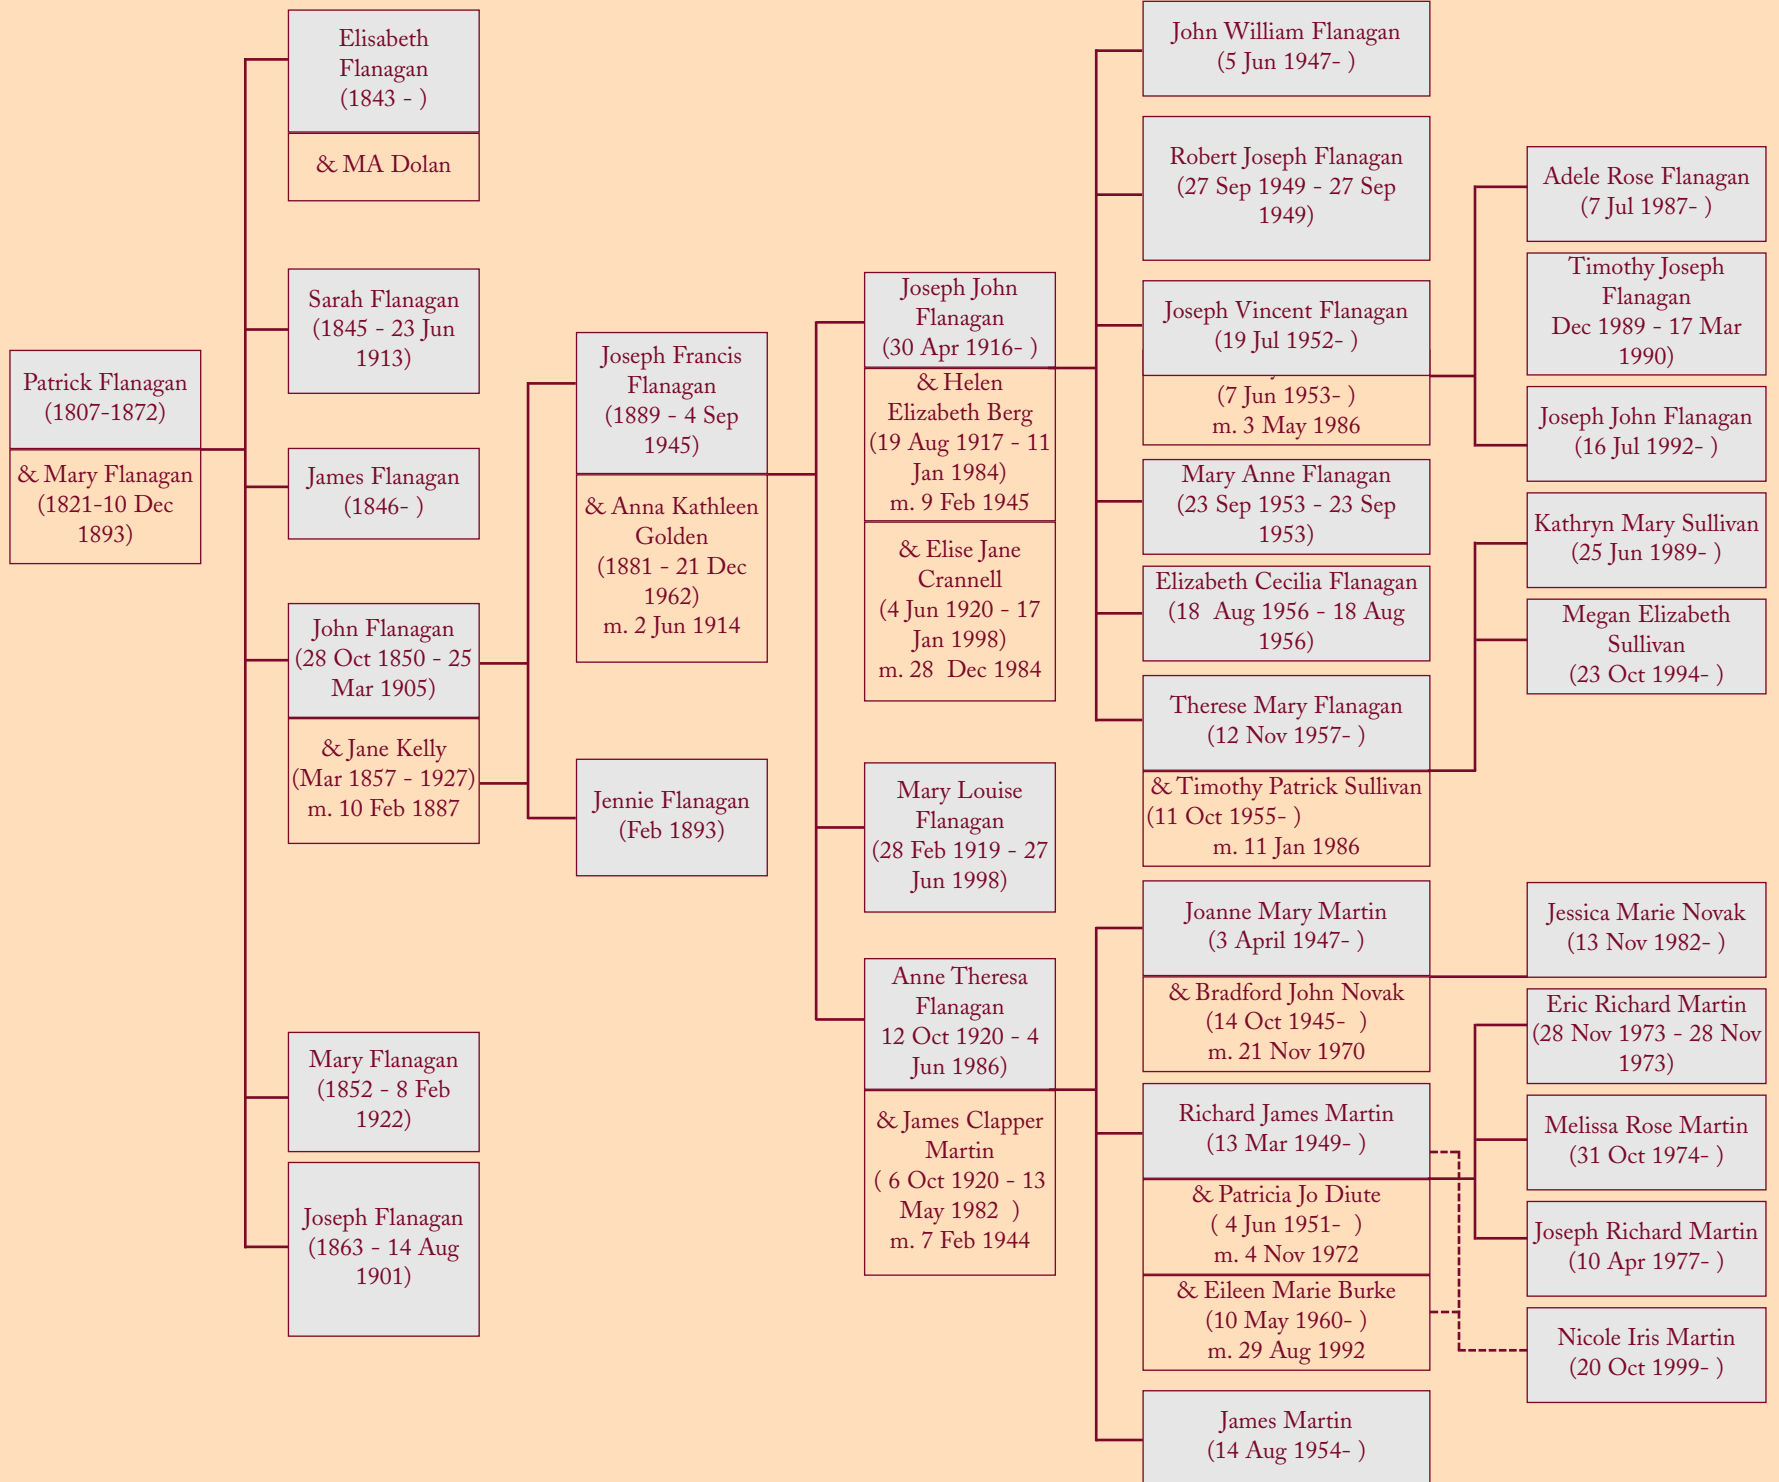 Patrick Flanagan
(1807-1872)
& Mary Flanagan
(1821-10 Dec
1893)
Elisabeth
Flanagan
(1843 - )
& MA Dolan
Sarah Flanagan
(1845 - 23 Jun
1913)
James Flanagan
(1846- )
John Flanagan
(28 Oct 1850 - 25
Mar 1905)
& Jane Kelly
(Mar 1857 - 1927)
m. 10 Feb 1887
Mary Flanagan
(1852 - 8 Feb
1922)
Joseph Flanagan
(1863 - 14 Aug
1901)
Joseph Francis
Flanagan
(1889 - 4 Sep
1945)
& Anna Kathleen
Golden
(1881 - 21 Dec
1962)
m. 2 Jun 1914
Jennie Flanagan
(Feb 1893)
Joseph John
Flanagan
(30 Apr 1916- )
& Helen
Elizabeth Berg
(19 Aug 1917 - 11
Jan 1984)
m. 9 Feb 1945
& Elise Jane
Crannell
(4 Jun 1920 - 17
Jan 1998)
m. 28  Dec 1984
Mary Louise
Flanagan
(28 Feb 1919 - 27
Jun 1998)
Anne Theresa
Flanagan
12 Oct 1920 - 4
Jun 1986)
& James Clapper
Martin
( 6 Oct 1920 - 13
May 1982  )
m. 7 Feb 1944
John William Flanagan
(5 Jun 1947- )
Robert Joseph Flanagan
(27 Sep 1949 - 27 Sep
1949)
Joseph Vincent Flanagan
(19 Jul 1952- )
(7 Jun 1953- )
m. 3 May 1986
Mary Anne Flanagan
(23 Sep 1953 - 23 Sep
1953)
Elizabeth Cecilia Flanagan
(18  Aug 1956 - 18 Aug
1956)
Therese Mary Flanagan
(12 Nov 1957- )
& Timothy Patrick Sullivan
(11 Oct 1955- )
m. 11 Jan 1986
Joanne Mary Martin
(3 April 1947- )
& Bradford John Novak
(14 Oct 1945-  )
m. 21 Nov 1970
Richard James Martin
(13 Mar 1949- )
& Patricia Jo Diute
( 4 Jun 1951-  )
m. 4 Nov 1972
& Eileen Marie Burke
(10 May 1960- )
m. 29 Aug 1992
James Martin
(14 Aug 1954- )
Adele Rose Flanagan
(7 Jul 1987- )
Timothy Joseph
Flanagan
Dec 1989 - 17 Mar
1990)
Joseph John Flanagan
(16 Jul 1992- )
Kathryn Mary Sullivan
(25 Jun 1989- )
Megan Elizabeth
Sullivan
(23 Oct 1994- )
Jessica Marie Novak
(13 Nov 1982- )
Eric Richard Martin
(28 Nov 1973 - 28 Nov
1973)
Melissa Rose Martin
(31 Oct 1974- )
Joseph Richard Martin
(10 Apr 1977- )
Nicole Iris Martin
(20 Oct 1999- )